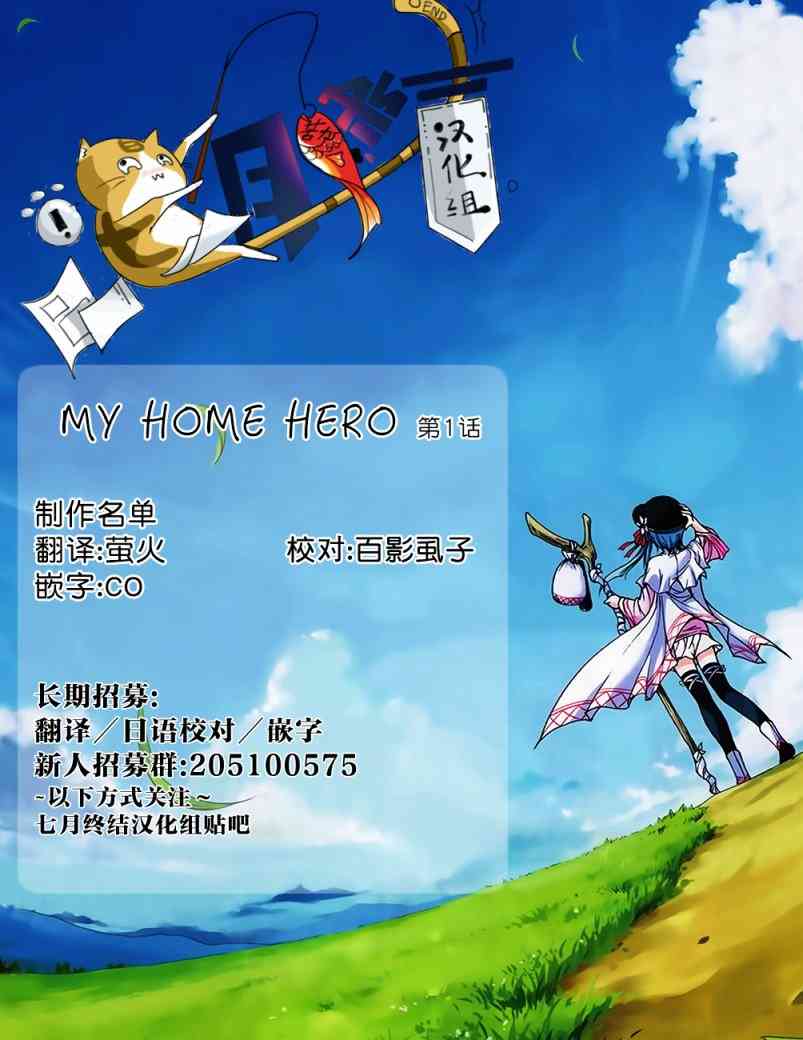 END
七月
汉化组
MY HOME HERO 第1话
制作名单
翻译:萤火 校对:百影虱子
嵌字:CO
长期招募:
翻译／日语校对／嵌字
新人招募群:205100575
~以下方式关注~
七月终结汉化组贴吧